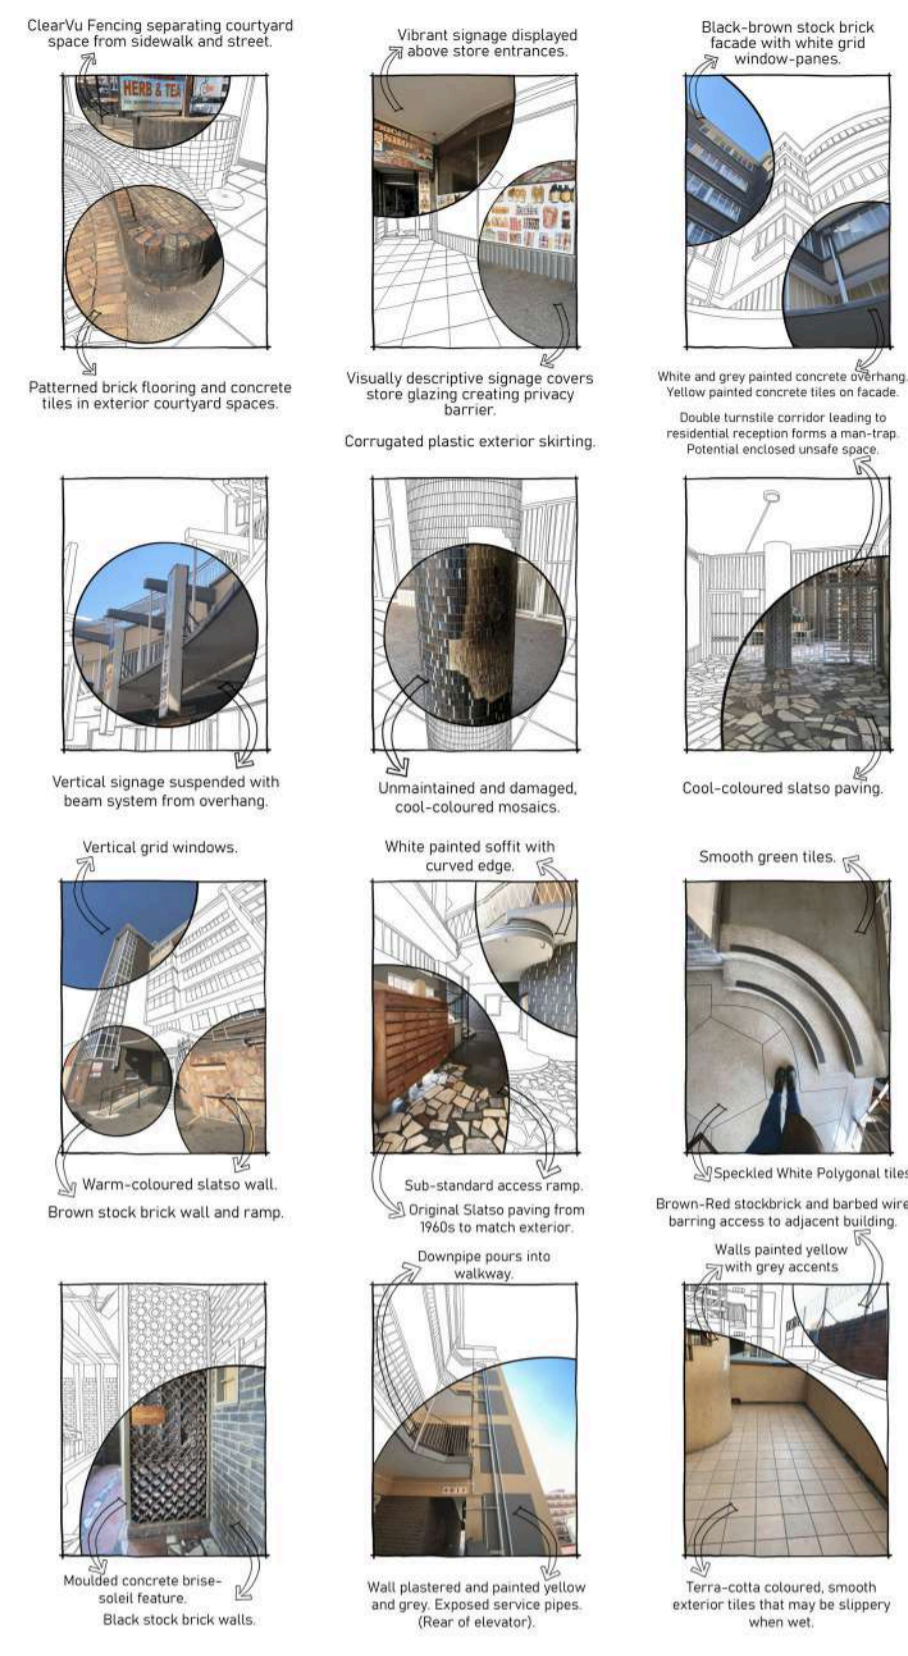 ClearVu Fencing separating courtyard
space from sidewalk and street.
Vibrant signage displayed
above store entrances.
Black-brown stock brick
facade with white grid
window-panes.
HERB & TEA
Patterned brick flooring and concrete
tiles in exterior courtyard spaces.
Visually descriptive signage covers
store glazing creating privacy
barrier.
Corrugated plastic exterior skirting.
White and grey painted concrete overhang.
Yellow painted concrete tiles on facade.
Double turnstile corridor leading to
residential reception forms a man-trap.
Potential enclosed unsafe space.
Vertical signage suspended with
beam system from overhang.
Unmaintained and damaged,
cool-coloured mosaics.
Cool-coloured slatso paving.
Vertical grid windows.
White painted soffit with
curved edge.
Smooth green tiles.
Warm-coloured slatso wall.
Brown stock brick wall and ramp.
Sub-standard access ramp.
Original Slatso paving from
1960s to match exterior.
Speckled White Polygonal tiles
Brown-Red stockbrick and barbed wire
barring access to adjacent building.
Downpipe pours into
walkway.
Walls painted yellow
with grey accents
Moulded concrete brise-
soleil feature.
Black stock brick walls.
Wall plastered and painted yellow
and grey. Exposed service pipes.
(Rear of elevator).
Terra-cotta coloured, smooth
exterior tiles that may be slippery
when wet.